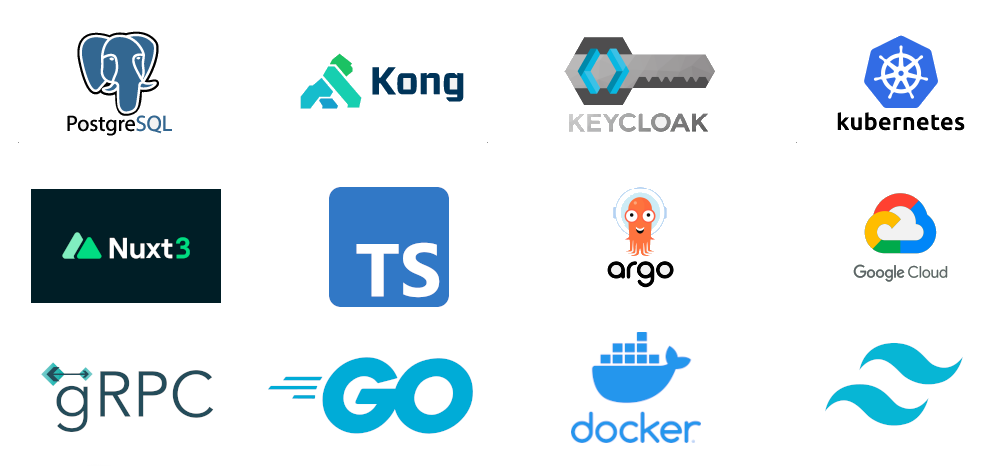 PostgreSQL
Kong
KEYCLOAK
kubernetes
Nuxt3
TS
argo
Google Cloud
gRPC
GO
docker